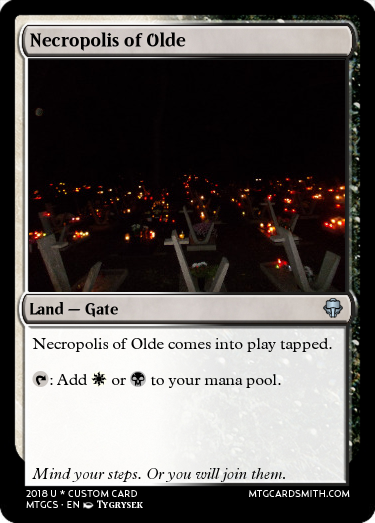 Necropolis of Olde
Land — Gate
Necropolis of Olde comes into play tapped.
: Add or to your mana pool.
Mind your steps. Or you will join them.
2018 U * CUSTOM CARD
MTGCARDSMITH.COM
MTGCS · EN TYGRYSEK